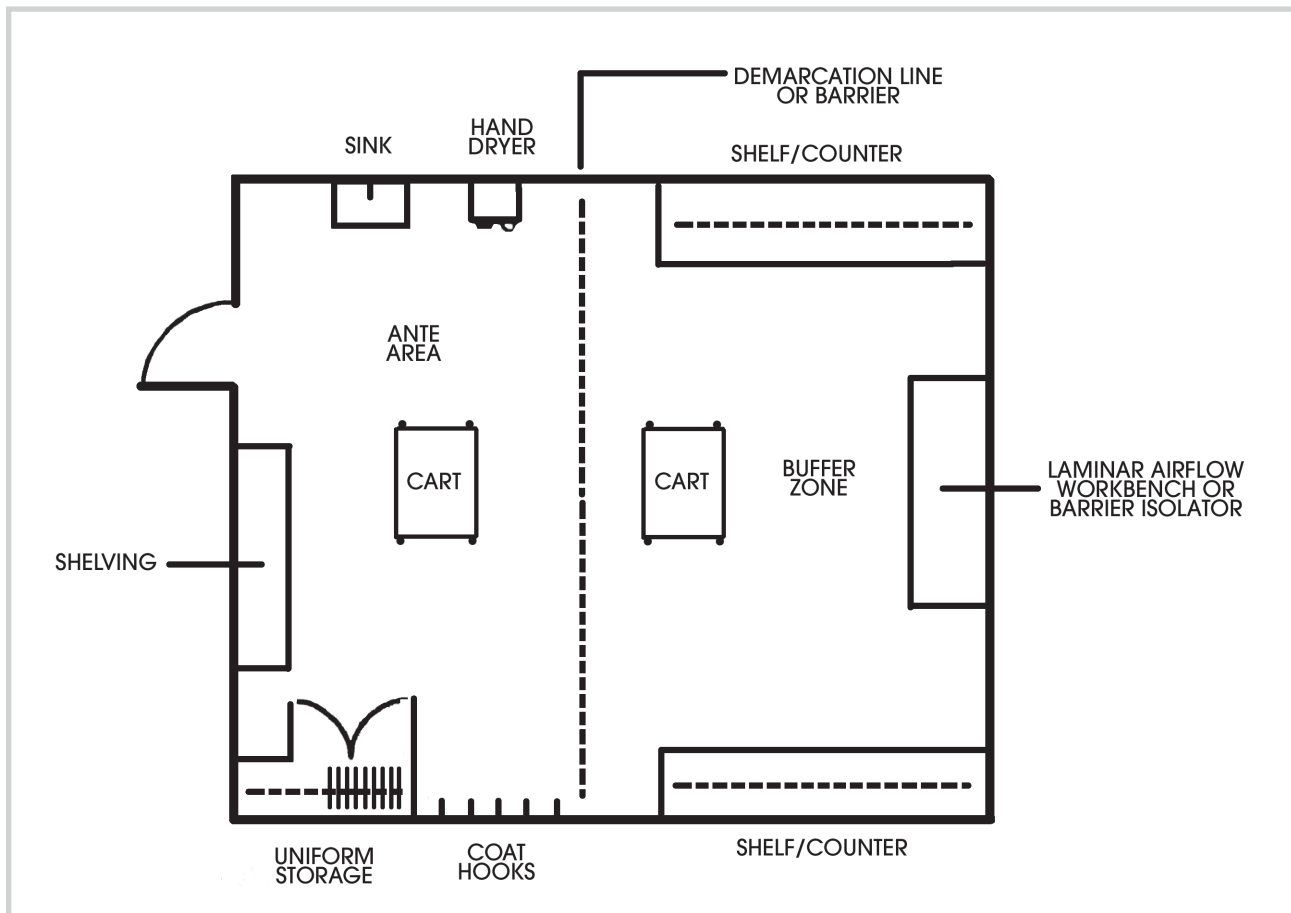 DEMARCATION LINE
OR BARRIER
SINK
HAND
DRYER
SHELF/COUNTER
ANTE
AREA
CART
CART
BUFFER
ZONE
LAMINAR AIRFLOW
WORKBENCH OR
BARRIER ISOLATOR
SHELVING
UNIFORM
STORAGE
COAT
HOOKS
SHELF/COUNTER